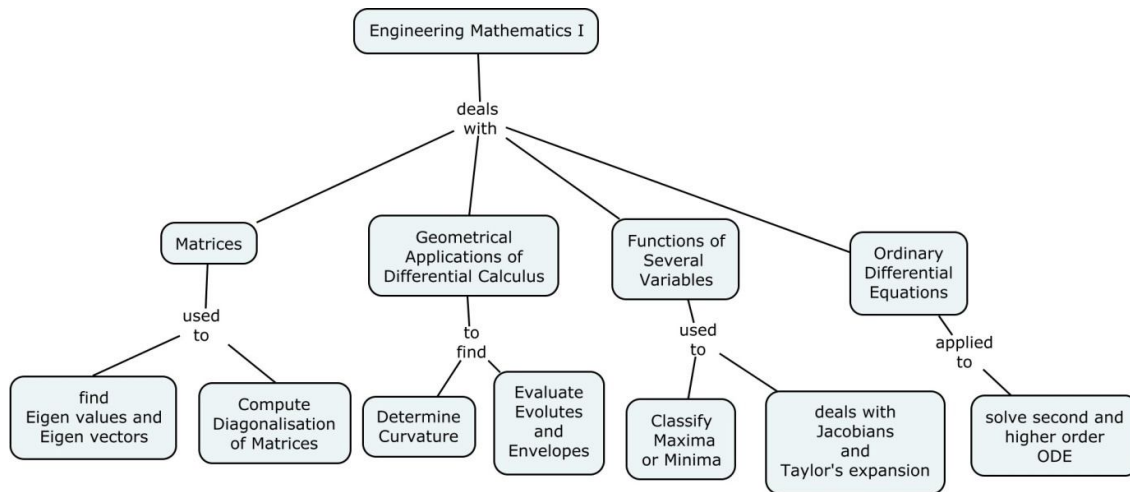 Engineering Mathematics I
deals
with
Matrices
Geometrical
Applications of
Differential Calculus
Functions of
Several
Variables
Ordinary
Differential
Equations
used
to
to
find
used
to
applied
to
find
Eigen values and
Eigen vectors
Compute
Diagonalisation
of Matrices
Determine
Curvature
Evaluate
Evolutes
and
Envelopes
Classify
Maxima
or Minima
deals with
Jacobians
and
Taylor's expansion
solve second and
higher order
ODE